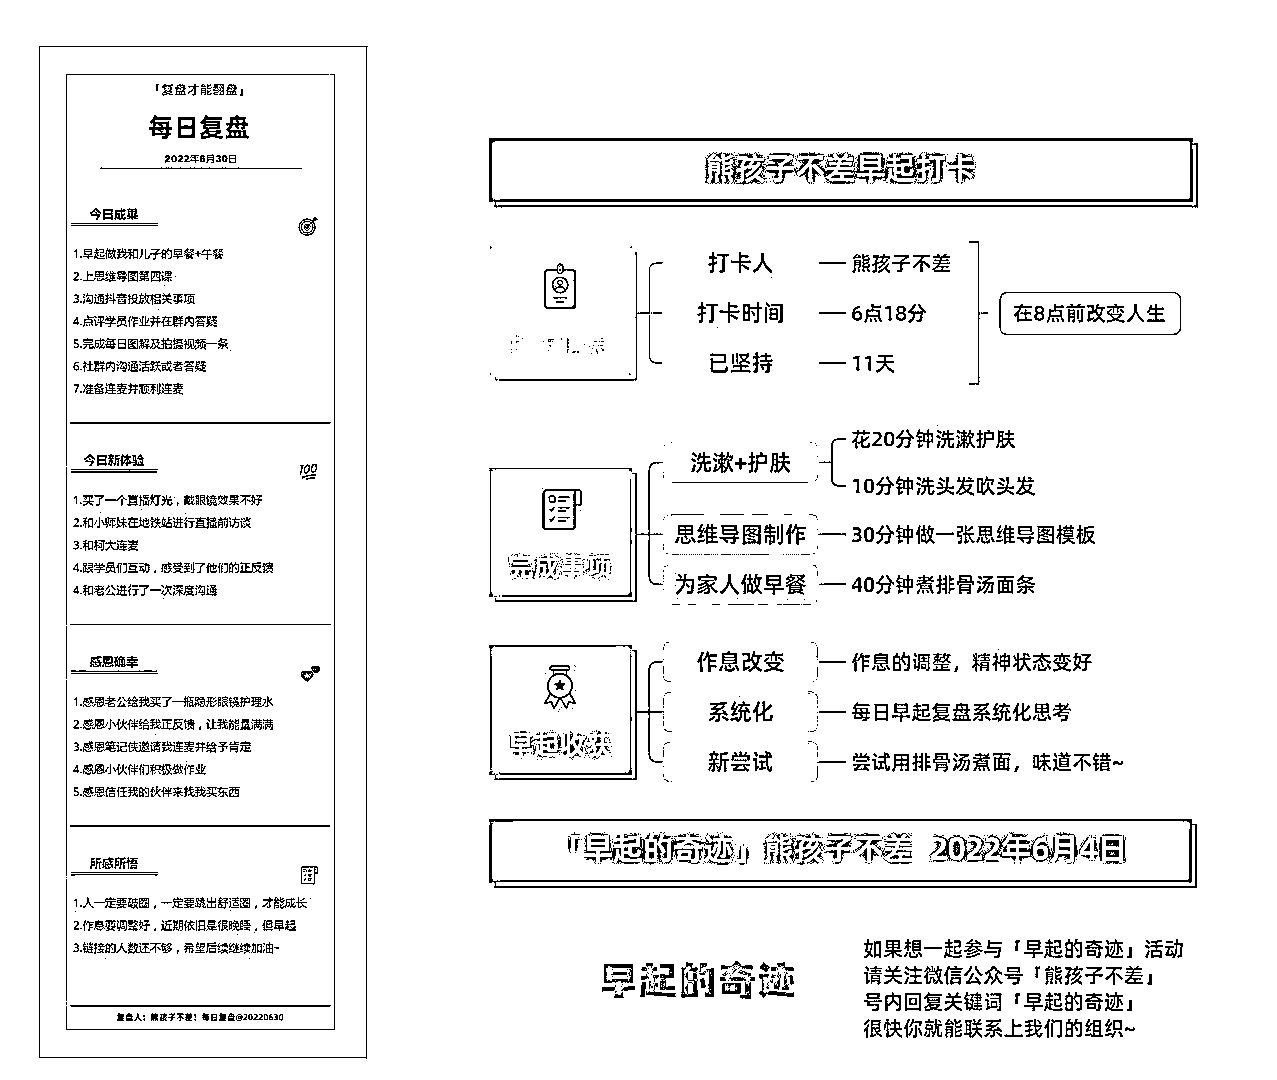 「复盘才能翻盘」
每日复盘
2022年6月30日
今日成果
1.早起做我和儿子的早餐+午餐
2.上思维导图第四课
3.沟通抖音投放相关事项
4.点评学员作业并在群内答疑
5.完成每日图解及拍摄视频一条
6.社群内沟通活跃或者答疑
7.准备连麦并顺利连麦
今日新体验
1.买了一个直播灯光，戴眼镜效果不好
2.和小师妹在地铁站进行直播前访谈
3.和柯大连麦
4.跟学员们互动，感受到了他们的正反馈
4.和老公进行了一次深度沟通
感恩确幸
1.感恩老公给我买了一瓶隐形眼镜护理水
2.感恩小伙伴给我正反馈，让我能量满满
3.感恩笔记侠邀请我连麦并给予肯定
4.感恩小伙伴们积极做作业
5.感恩信任我的伙伴来找我买东西
所感所悟
1.人一定要破圈，一定要跳出舒适圈，才能成长
2.作息要调整好，近期依旧是很晚睡，但早起
3.链接的人数还不够，希望后续继续加油~
复盘人：熊孩子不差！每日复盘@20220630
熊孩子不差早起打卡
打卡人
熊孩子不差
打卡时间
6点18分
已坚持
11天
在8点前改变人生
完成事项
洗漱+护肤
花20分钟洗漱护肤
10分钟洗头发吹头发
思维导图制作
30分钟做一张思维导图模板
为家人做早餐
40分钟煮排骨汤面条
早起收获
作息改变
作息的调整，精神状态变好
系统化
每日早起复盘系统化思考
新尝试
尝试用排骨汤煮面，味道不错~
「早起的奇迹」熊孩子不差 2022年6月4日
早起的奇迹
如果想一起参与「早起的奇迹」活动
请关注微信公众号「熊孩子不差」
号内回复关键词「早起的奇迹」
很快你就能联系上我们的组织~